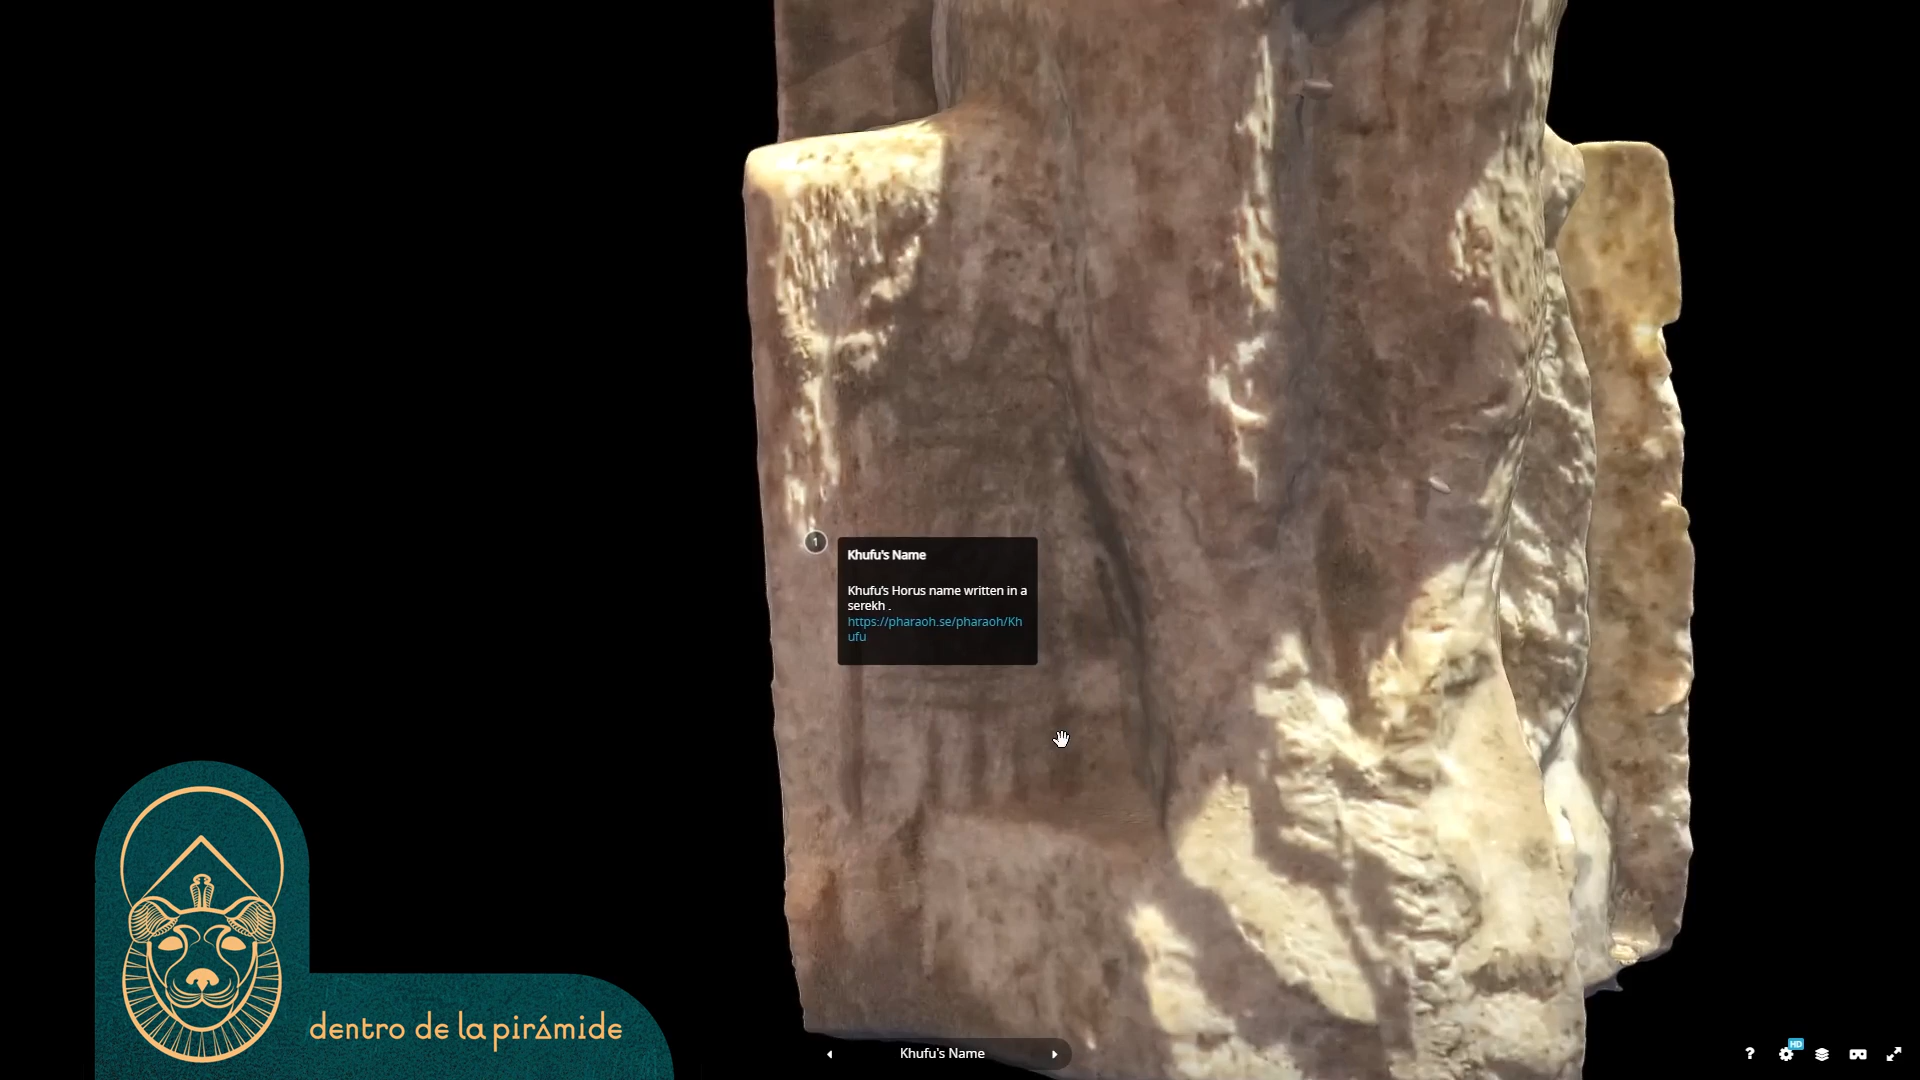 1
Khufu's Name
Khufu's Horus name written in a
serekh .
https://pharaoh.se/pharaoh/Kh
ufu
dentro de la pirámide
Khufu's Name
?
HD